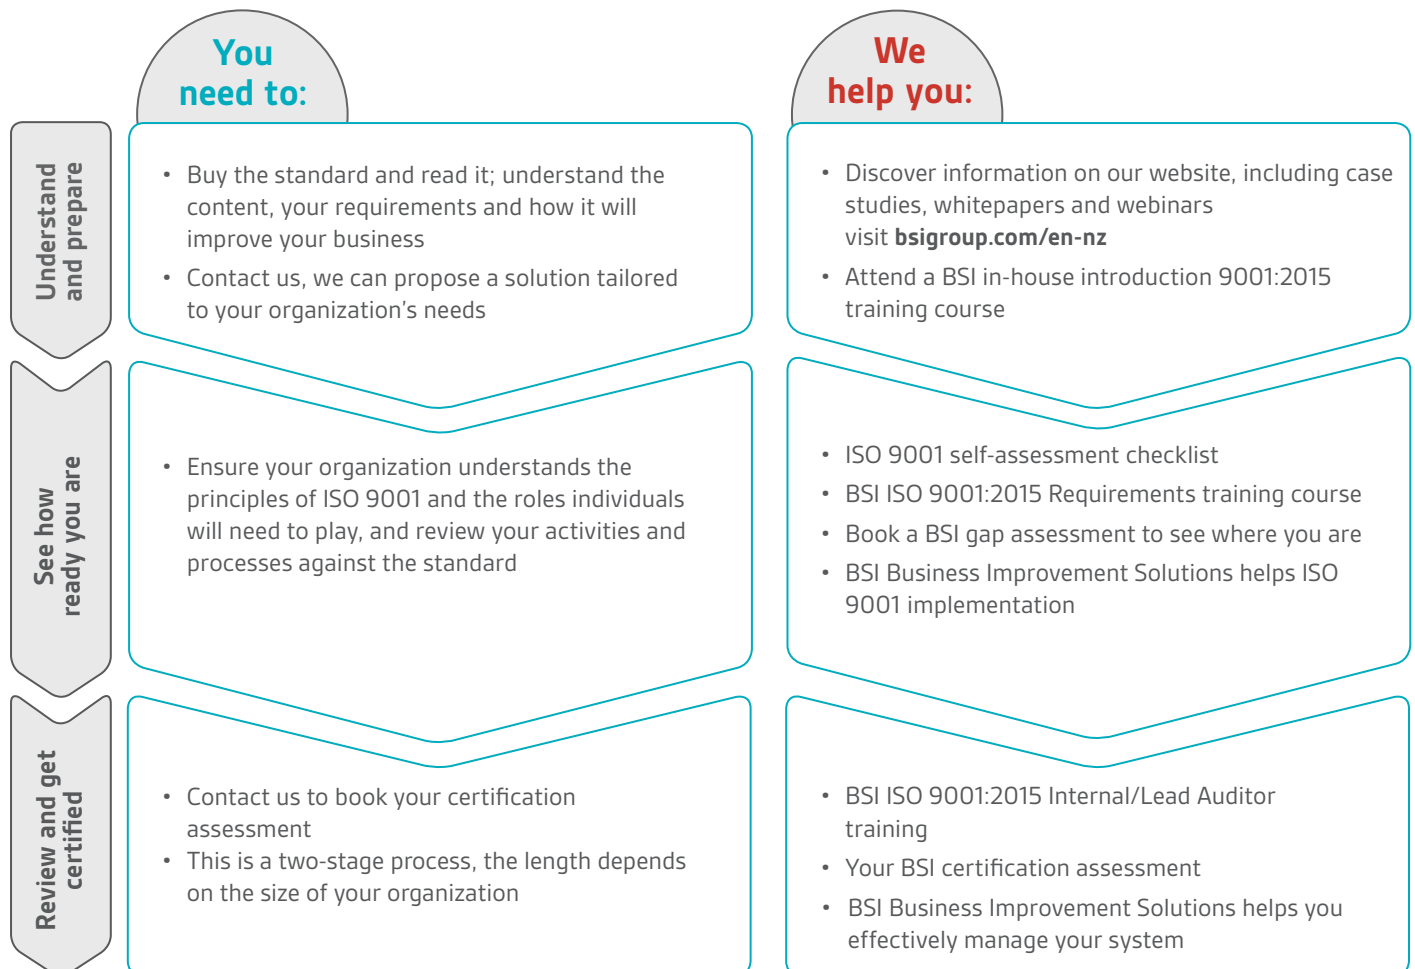 You
need to:
We
help you:
Understand
and prepare
• Buy the standard and read it; understand the
content, your requirements and how it will
improve your business
• Contact us, we can propose a solution tailored
to your organization's needs
• Discover information on our website, including case
studies, whitepapers and webinars
visit bsigroup.com/en-nz
• Attend a BSI in-house introduction 9001:2015
training course
See how
ready you are
• Ensure your organization understands the
principles of ISO 9001 and the roles individuals
will need to play, and review your activities and
processes against the standard
• ISO 9001 self-assessment checklist
• BSI ISO 9001:2015 Requirements training course
• Book a BSI gap assessment to see where you are
• BSI Business Improvement Solutions helps ISO
9001 implementation
Review and get
certified
• Contact us to book your certification
assessment
• This is a two-stage process, the length depends
on the size of your organization
• BSI ISO 9001:2015 Internal/Lead Auditor
training
• Your BSI certification assessment
• BSI Business Improvement Solutions helps you
effectively manage your system